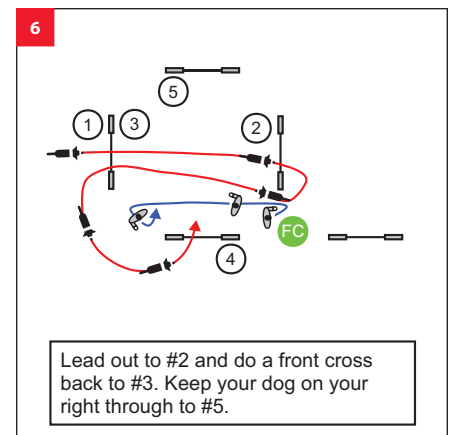 6
5
1
3
2
FC
4
Lead out to #2 and do a front cross
back to #3. Keep your dog on your
right through to #5.